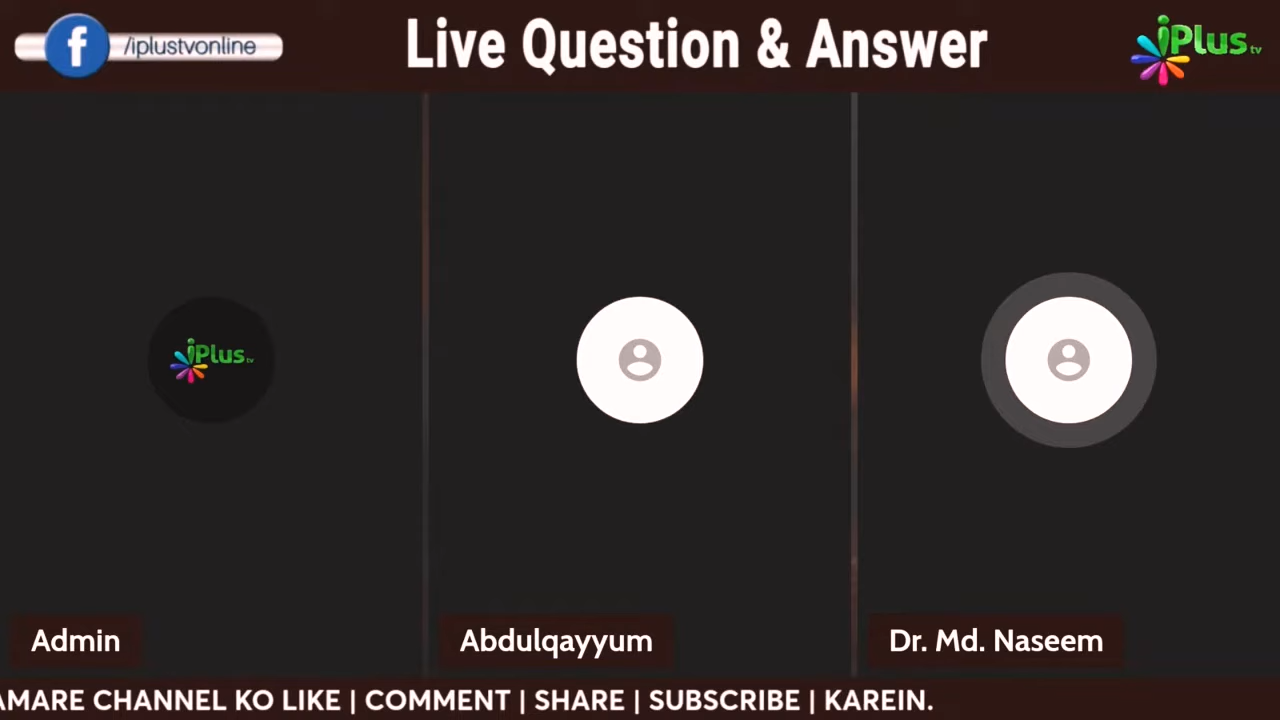 /iplustvonline
Live Question & Answer
iPlus tv
iPlus tv
Admin
Abdulqayyum
Dr. Md. Naseem
AMARE CHANNEL KO LIKE | COMMENT | SHARE | SUBSCRIBE | KAREIN.